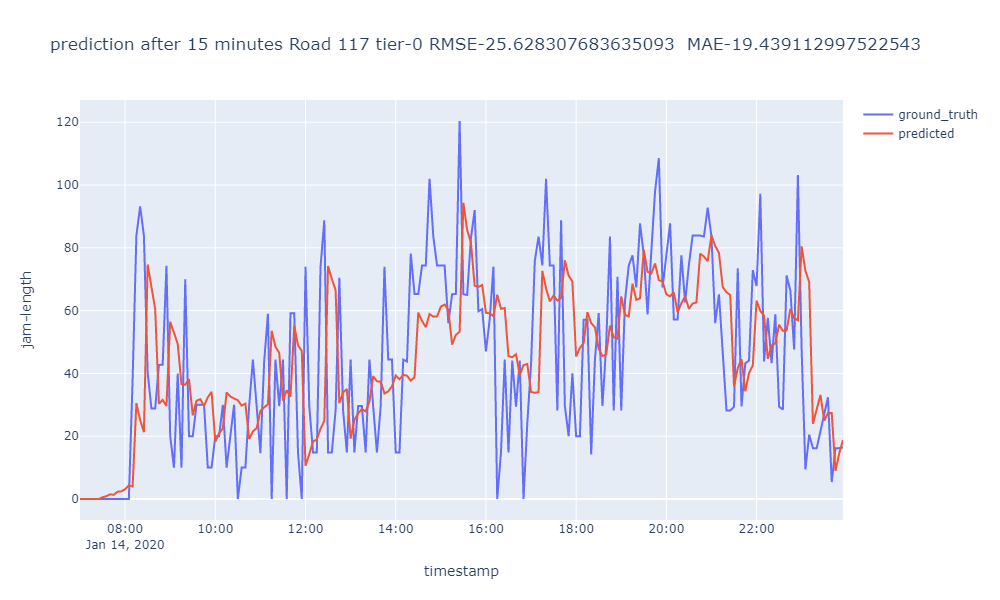 prediction after 15 minutes Road 117 tier-0 RMSE-25.628307683635093  MAE-19.439112997522543
ground_truth
predicted
120
100
80
60
40
20
0
jam-length
08:00 10:00 12:00 14:00 16:00 18:00 20:00 22:00
Jan 14, 2020
timestamp